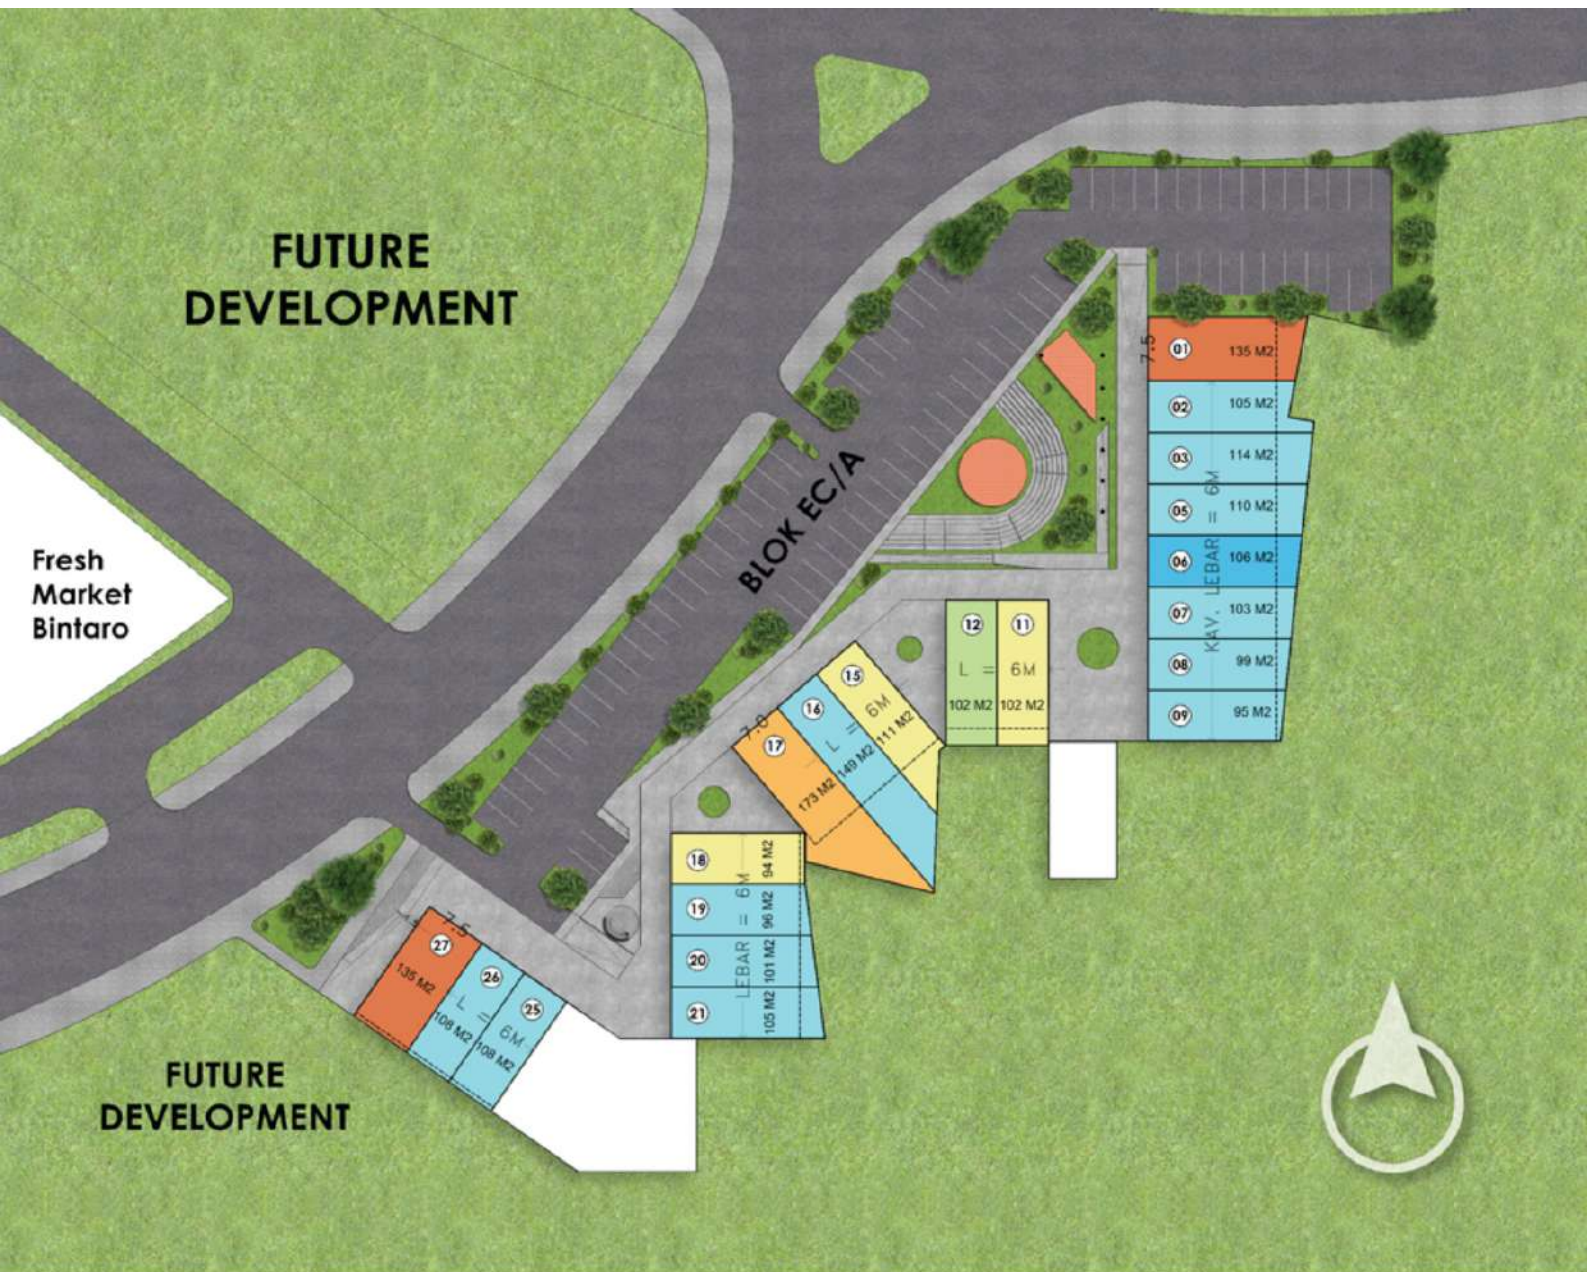 FUTURE
DEVELOPMENT
Fresh
Market
Bintaro
BLOK EC/A
7.5
01
135 M2
02
105 M2
03
114 M2
05
110 M2
06
106 M2
07
103 M2
08
99 M2
09
95 M2
KAV. LEBAR = 6M
12
11
L = 6M
102 M2
102 M2
15
111 M2
16
149 M2
L = 6M
7.0
17
173 M2
18
94 M2
19
96 M2
20
101 M2
21
105 M2
LEBAR = 6M
7.5
27
135 M2
26
108 M2
25
108 M2
L = 6M
FUTURE
DEVELOPMENT